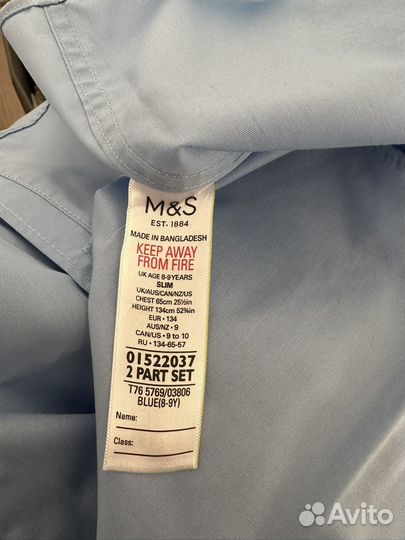 M&S
EST. 1884
MADE IN BANGLADESH
KEEP AWAY
FROM FIRE
UK AGE 8-9YEARS
SLIM
UK/AUS/CAN/NZ/US
CHEST 65cm 25½in
HEIGHT 134cm 52¾in
EUR • 134
AUS/NZ • 9
CAN/US • 9 to 10
RU • 134-65-57
01522037
2 PART SET
T76 5769/03806
BLUE(8-9Y)
Name:
Class:
Avito